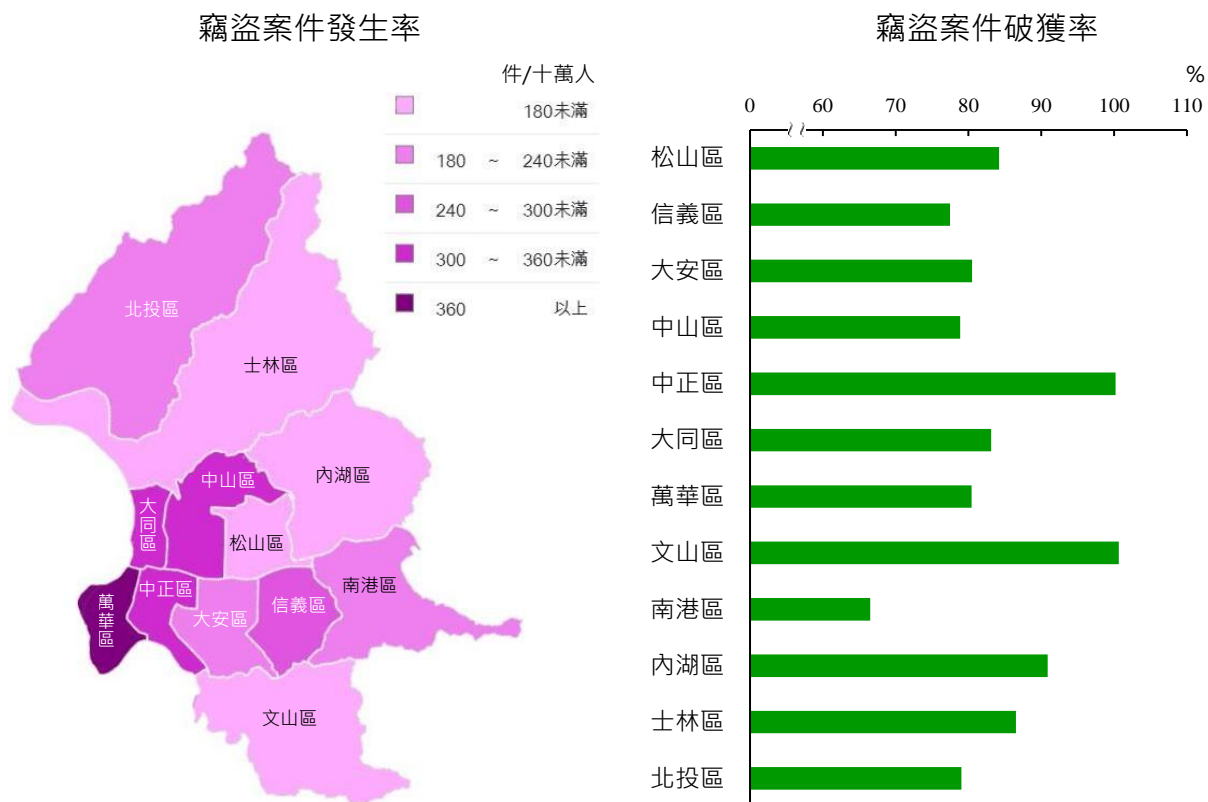 竊盜案件發生率
件/十萬人
180未滿
180 ~ 240未滿
240 ~ 300未滿
300 ~ 360未滿
360 以上
北投區
士林區
內湖區
中山區
大同區
松山區
南港區
中正區
信義區
大安區
萬華區
文山區
竊盜案件破獲率
%
0 60 70 80 90 100 110
松山區
信義區
大安區
中山區
中正區
大同區
萬華區
文山區
南港區
內湖區
士林區
北投區